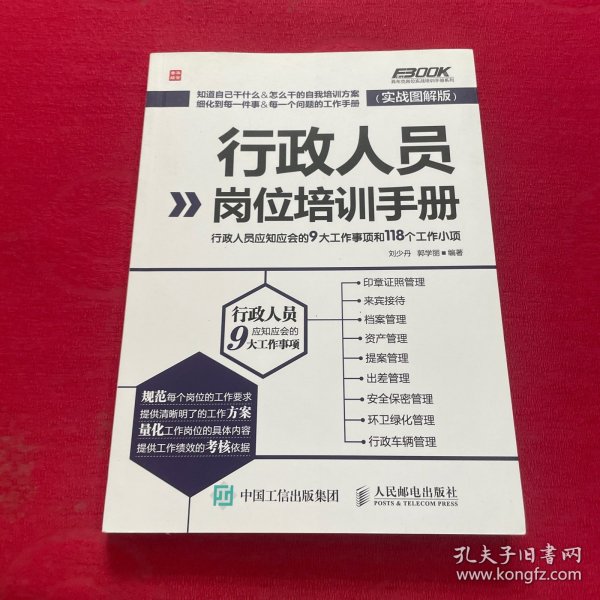 EBOOK
知道自己干什么&怎么干的自我培训方案
细化到每一件事&每一个问题的工作手册
(实战图解版)
行政人员
岗位培训手册
行政人员应知应会的9大工作事项和118个工作小项
刘少丹 郭学丽■编著
行政人员
应知应会的
9大工作事项
印章证照管理
来宾接待
档案管理
资产管理
提案管理
出差管理
安全保密管理
环卫绿化管理
行政车辆管理
规范每个岗位的工作要求
提供清晰明了的工作方案
量化工作岗位的具体内容
提供工作绩效的考核依据
中国工信出版集团
人民邮电出版社
POSTS & TELECOM PRESS
孔夫子旧书网
www.kongfz.com